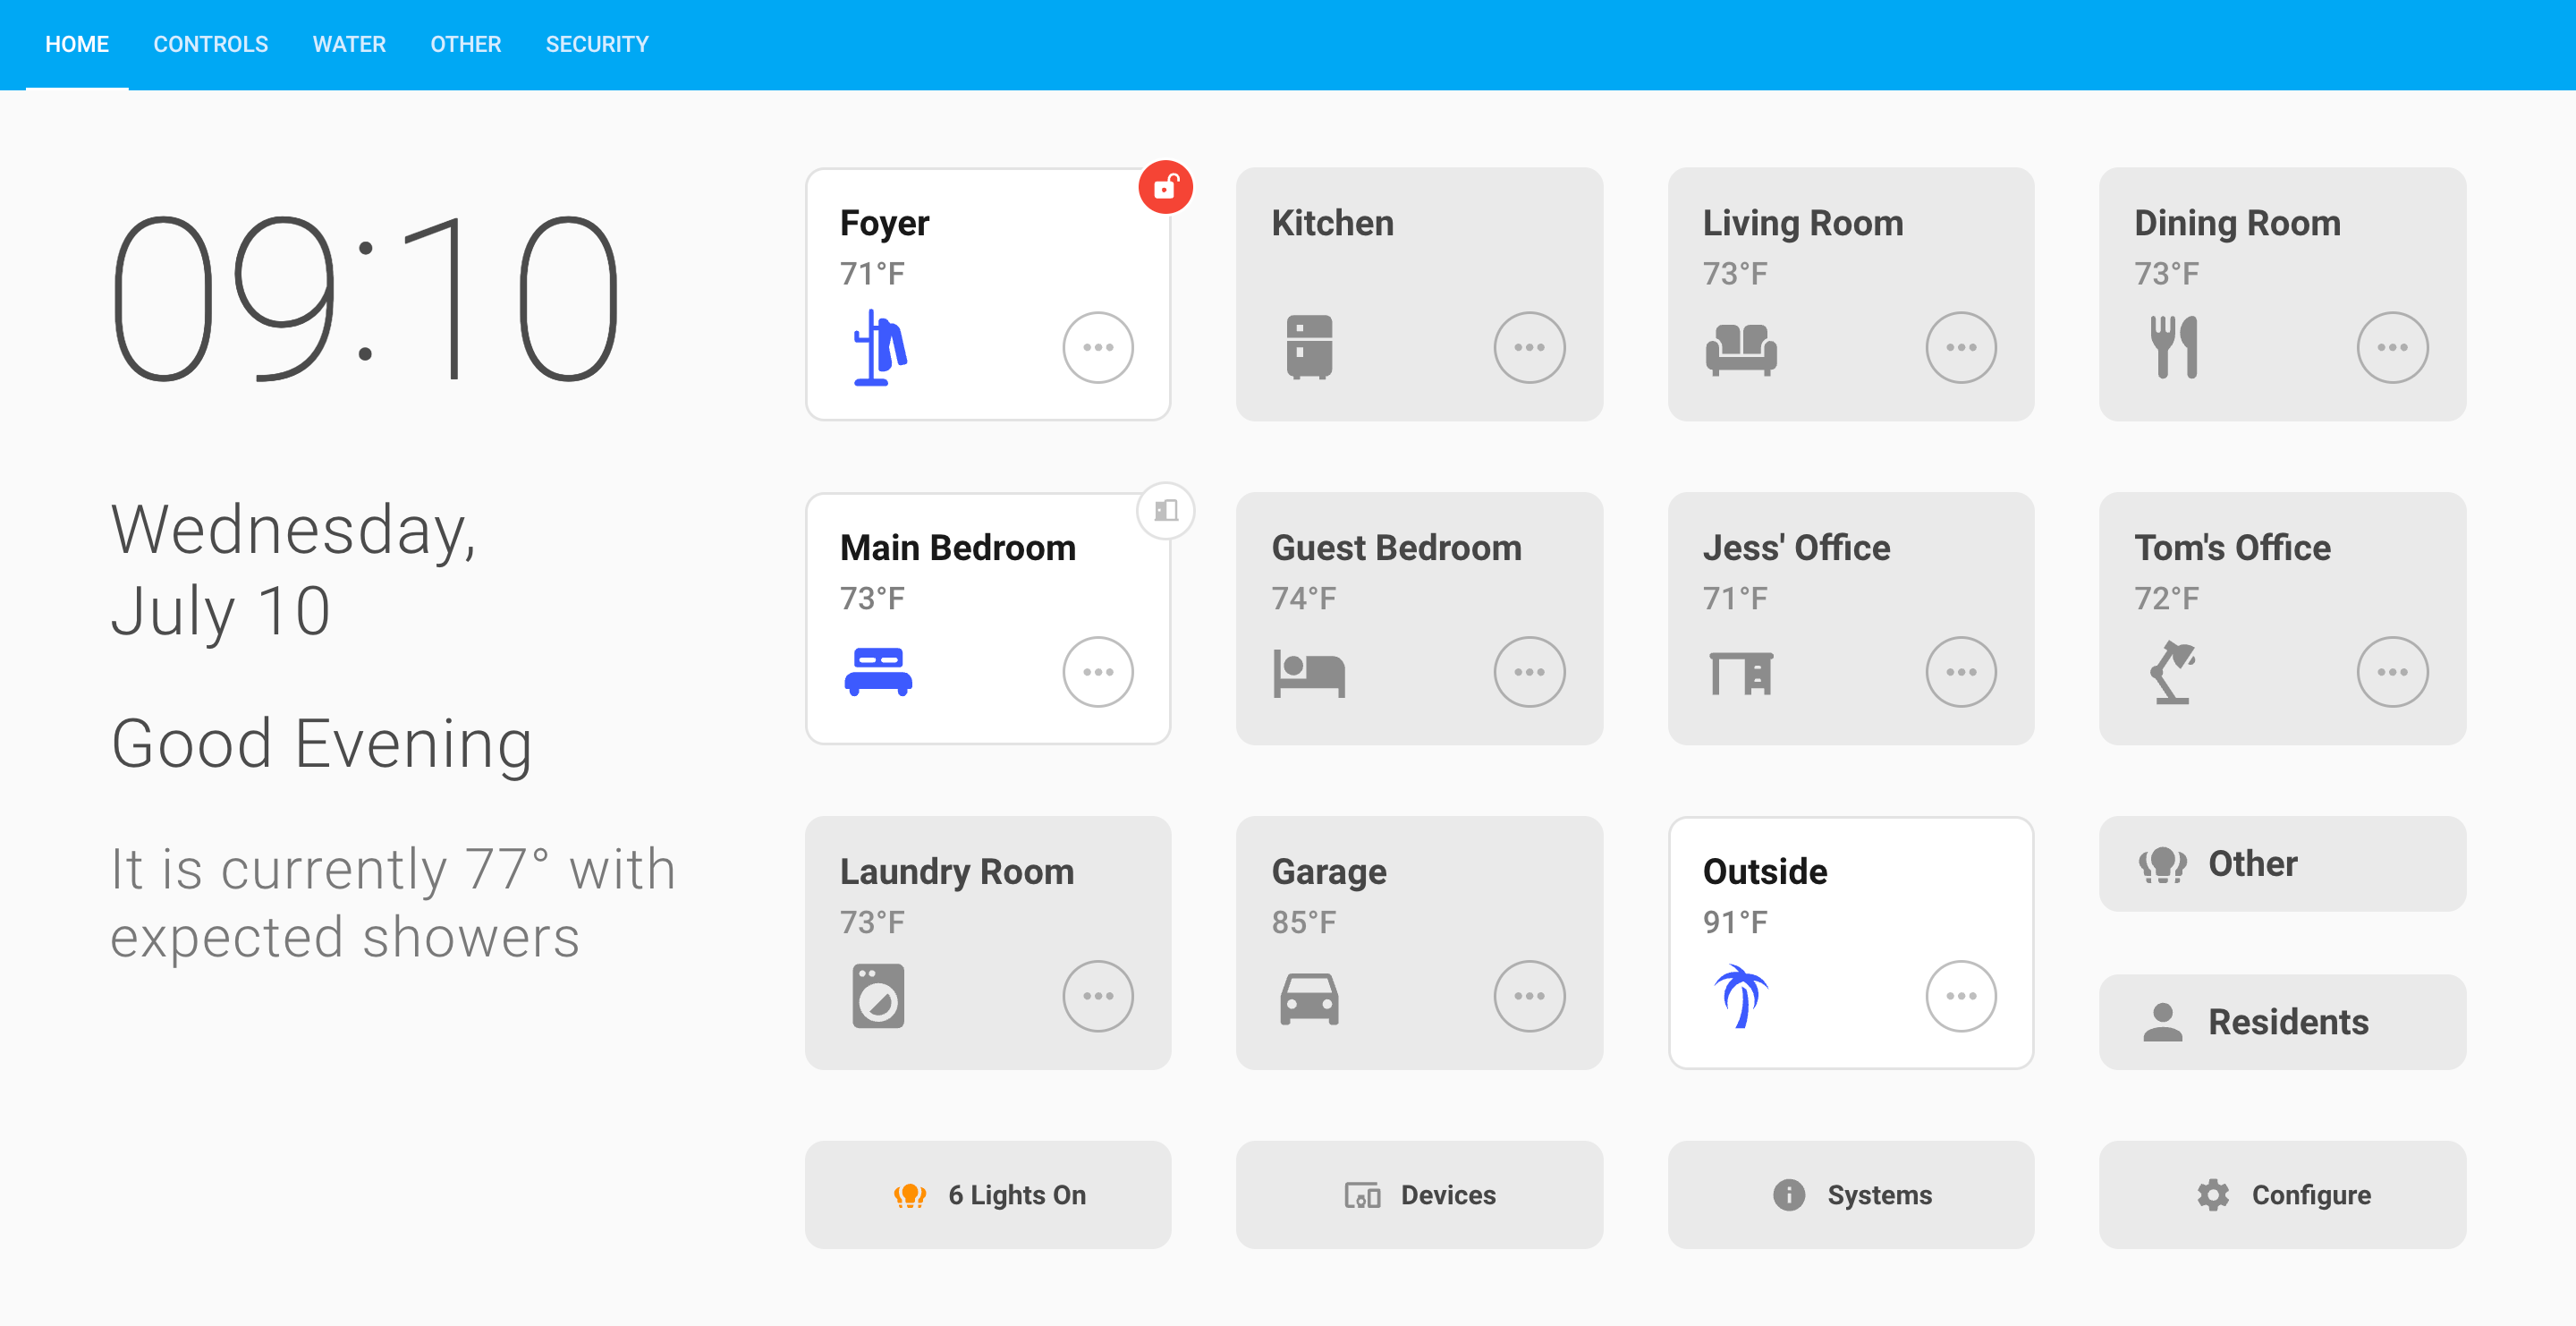 HOME CONTROLS WATER OTHER SECURITY
09:10
Wednesday,
July 10
Good Evening
It is currently 77° with
expected showers
Foyer
71°F
Kitchen
Living Room
73°F
Dining Room
73°F
Main Bedroom
73°F
Guest Bedroom
74°F
Jess' Office
71°F
Tom's Office
72°F
Laundry Room
73°F
Garage
85°F
Outside
91°F
Other
Residents
6 Lights On
Devices
Systems
Configure